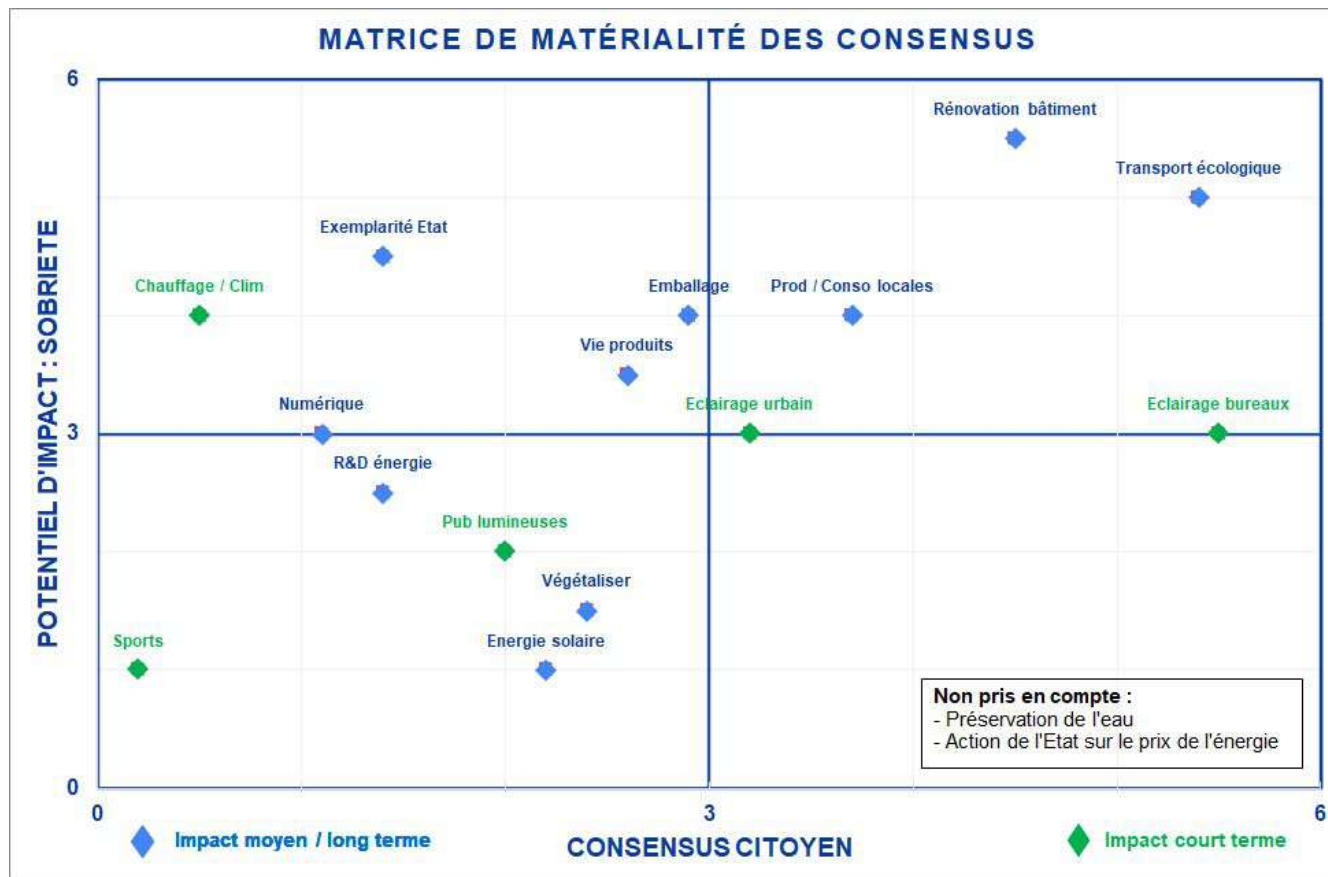 MATRICE DE MATÉRIALITÉ DES CONSENSUS
6
Rénovation bâtiment
Transport écologique
Exemplarité Etat
Chauffage / Clim
Emballage
Prod / Conso locales
Vie produits
Numérique
Eclairage urbain
Eclairage bureaux
3
R&D énergie
Pub lumineuses
Végétaliser
Sports
Energie solaire
POTENTIEL D'IMPACT : SOBRIETE
Non pris en compte :
- Préservation de l'eau
- Action de l'Etat sur le prix de l'énergie
0
0
3
6
Impact moyen / long terme
CONSENSUS CITOYEN
Impact court terme